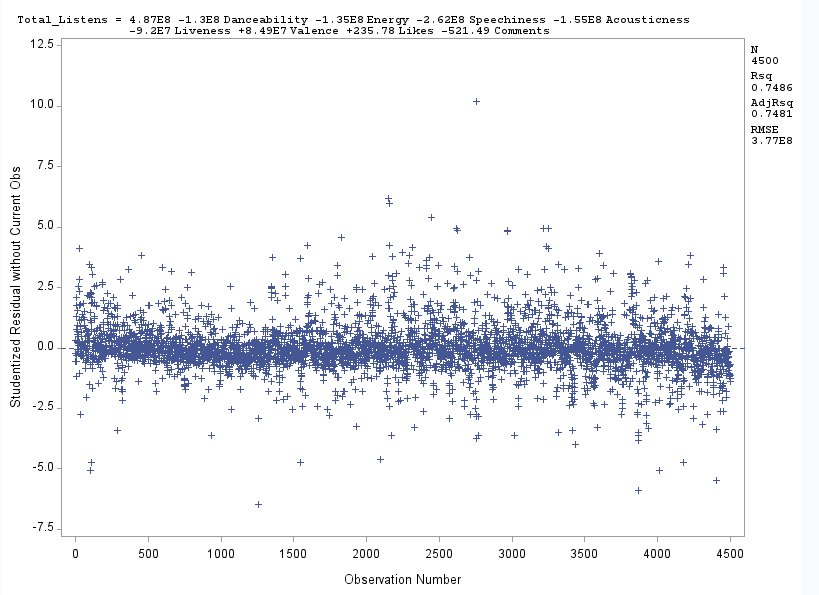 Total_Listens = 4.87E8 -1.3E8 Danceability -1.35E8 Energy -2.62E8 Speechiness -1.55E8 Acousticness
-9.2E7 Liveness +8.49E7 Valence +235.78 Likes -521.49 Comments
N
4500
Rsq
0.7486
AdjRsq
0.7481
RMSE
3.77E8
Studentized Residual without Current Obs
12.5
10.0
7.5
5.0
2.5
0.0
-2.5
-5.0
-7.5
0 500 1000 1500 2000 2500 3000 3500 4000 4500
Observation Number